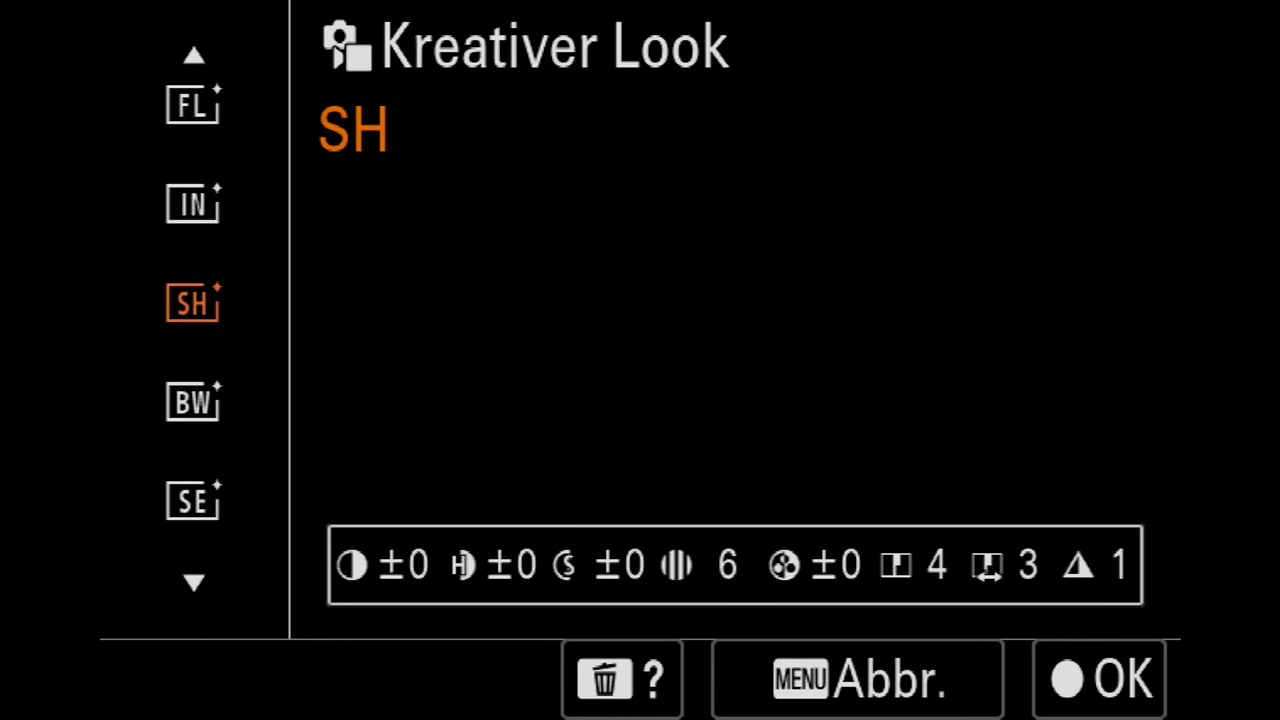 Kreativer Look
SH
FL
IN
SH
BW
SE
±0 H ±0 S ±0 6 ±0 4 3 1
? MENU Abbr. OK